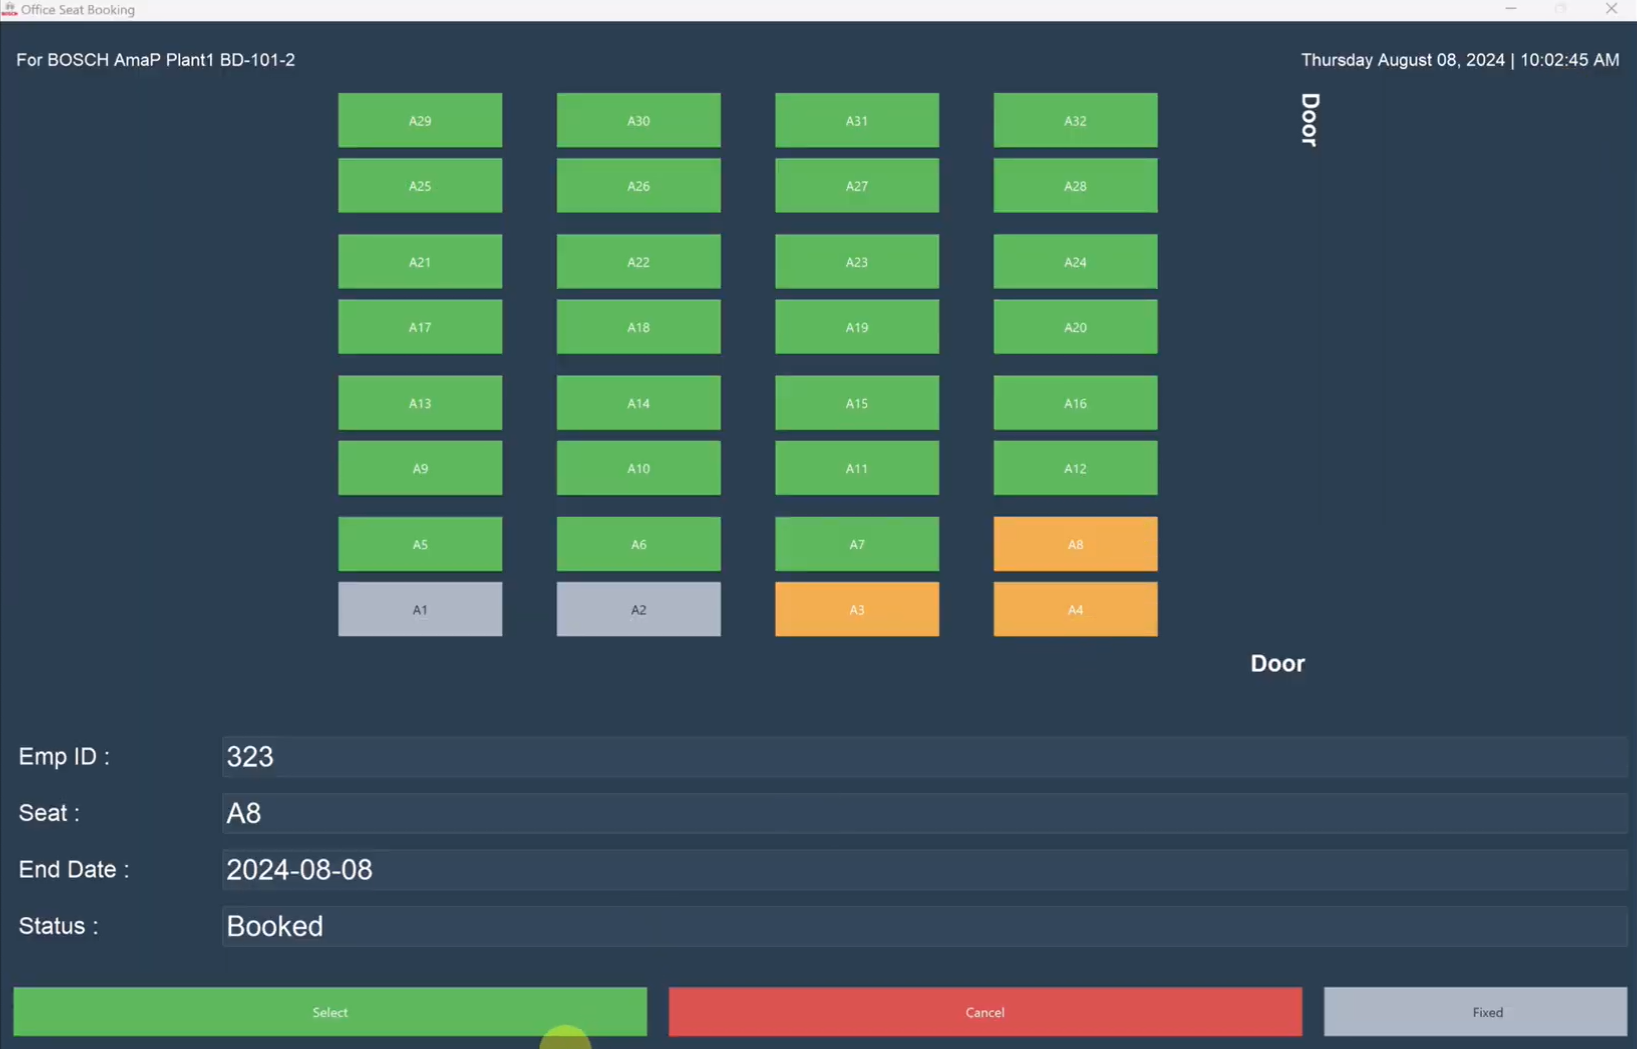 Office Seat Booking
For BOSCH AmaP Plant1 BD-101-2
Thursday August 08, 2024 | 10:02:45 AM
A29 A30 A31 A32
Door
A25 A26 A27 A28
A21 A22 A23 A24
A17 A18 A19 A20
A13 A14 A15 A16
A9 A10 A11 A12
A5 A6 A7 A8
A1 A2 A3 A4
Door
Emp ID : 323
Seat : A8
End Date : 2024-08-08
Status : Booked
Select Cancel Fixed